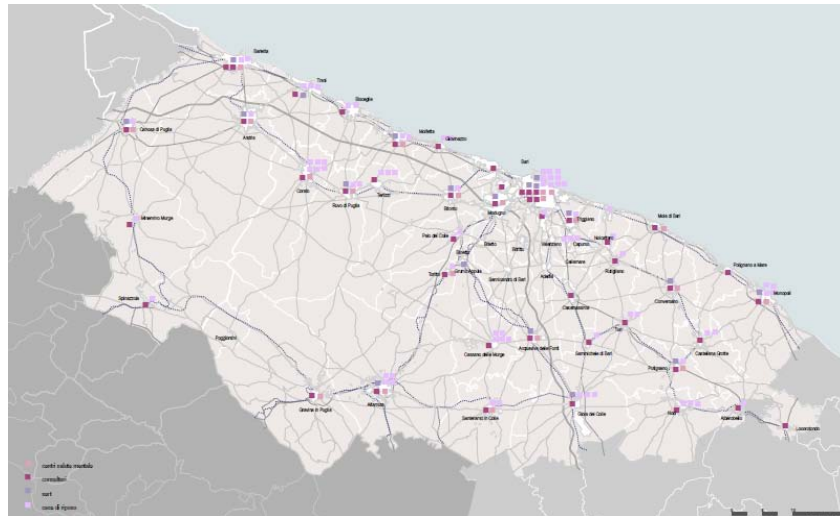 Barletta
Trani
Bisceglie
Molfetta
Giovinazzo
Canosa di Puglia
Andria
Bari
Corato
Ruvo di Puglia
Terlizzi
Bitonto
Modugno
Triggiano
Mola di Bari
Minervino Murge
Palo del Colle
Bitetto
Valenzano
Capurso
Noicattaro
Cellamare
Rutigliano
Polignano a Mare
Toritto
Grumo Appula
Sannicandro di Bari
Adelfia
Conversano
Monopoli
Spinazzola
Casamassima
Turi
Poggiorsini
Cassano delle Murge
Acquaviva delle Fonti
Sammichele di Bari
Castellana Grotte
Putignano
Gravina in Puglia
Altamura
Santeramo in Colle
Gioia del Colle
Noci
Alberobello
Locorotondo
centri salute mentale
consultori
sert
casa di riposo